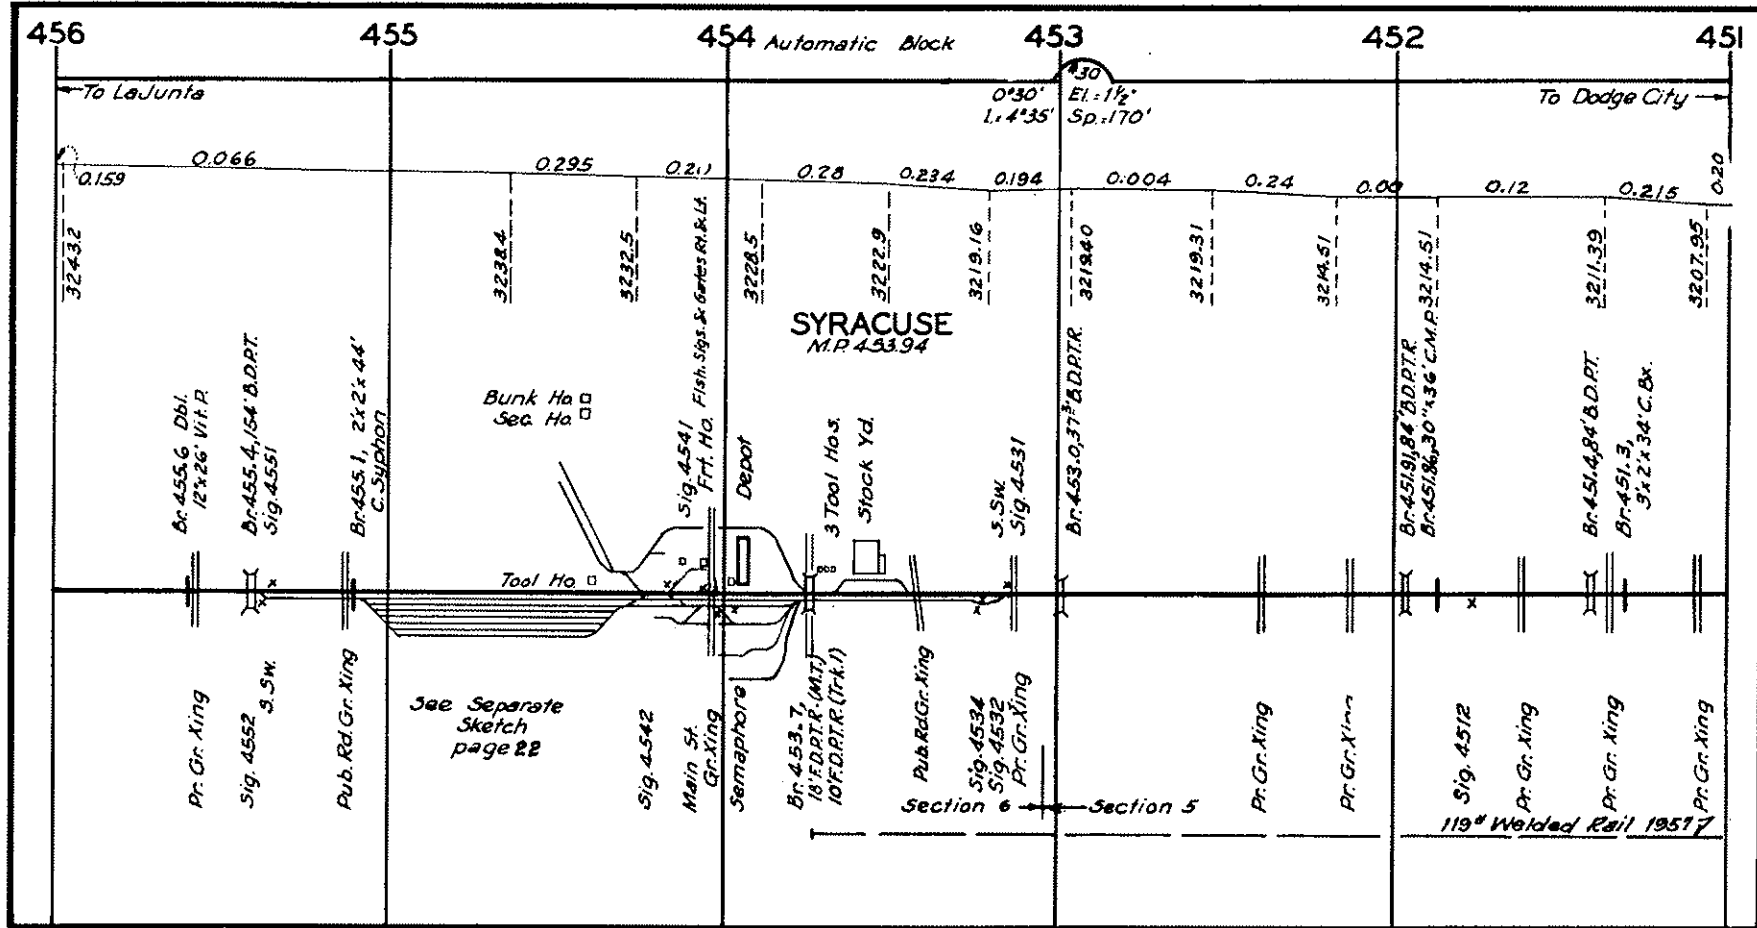 456 455 454 453 452 451
Automatic Block
To LaJunta
To Dodge City
#30
0°30' El.=1½"
I.=4°35' Sp.=170'
0.159
0.066
0.295
0.28
0.234
0.194
0.004
0.24
0.00
0.12
0.215
0.20
3243.2
3238.4
3232.5
Flsh. Sigs. & Gates Rt. & Lt.
3228.5
3222.9
3219.16
3219.40
3219.31
3214.51
3214.51
3211.39
3207.95
SYRACUSE
M.P. 453.94
Br. 455.6 Dbl.
12"x26' Vit. P.
Br. 455.4, 154' B.D.P.T.
Sig. 4551
Br. 455.1, 2'x2'x44'
C. Syphon
Bunk Ho.
Sec. Ho.
Sig. 4541
Frt. Ho.
Depot
3 Tool Hos.
Stock Yd.
S. Sw.
Sig. 4531
Br. 453.0, 37' B.D.P.T.R.
Br. 451.91, 84' B.D.P.T.R.
Br. 451.86, 30"x36' C.M.P.
Br. 451.4, 84' B.D.P.T.
Br. 451.3,
3'x2'x34' C. Bx.
Tool Ho.
Pr. Gr. Xing
Sig. 4552
S. Sw.
Pub. Rd. Gr. Xing
See Separate
Sketch
page 22
Sig. 4542
Main St.
Gr. Xing
Semaphore
Br. 453.7,
18' F.D.P.T.R. (M.T.)
10' F.D.P.T.R. (Trk. 1)
Pub. Rd Gr. Xing
Sig. 4534
Sig. 4532
Pr. Gr. Xing
Section 6
Section 5
Pr. Gr. Xing
Pr. Gr. Xing
Sig. 4512
Pr. Gr. Xing
Pr. Gr. Xing
Pr. Gr. Xing
119# Welded Rail 1957